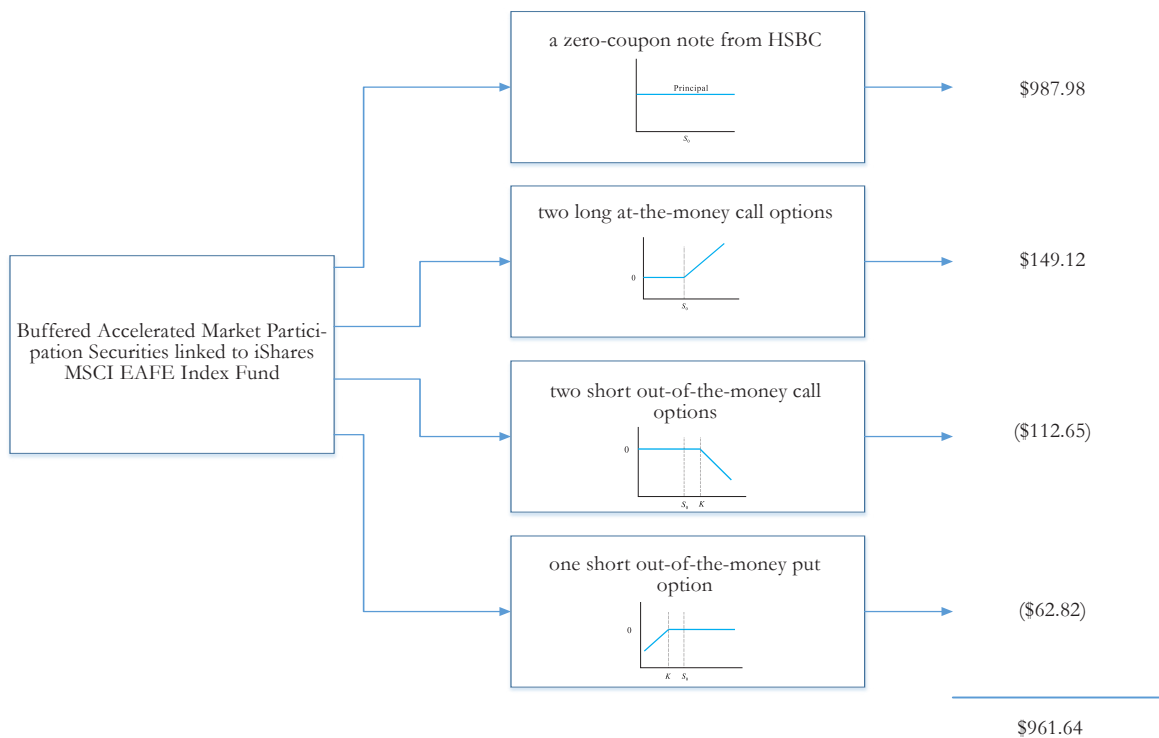 Buffered Accelerated Market Partici-
pation Securities linked to iShares
MSCI EAFE Index Fund
a zero-coupon note from HSBC
Principal
S0
$987.98
two long at-the-money call options
0
S0
$149.12
two short out-of-the-money call
options
0
S0 K
($112.65)
one short out-of-the-money put
option
0
K S0
($62.82)
$961.64